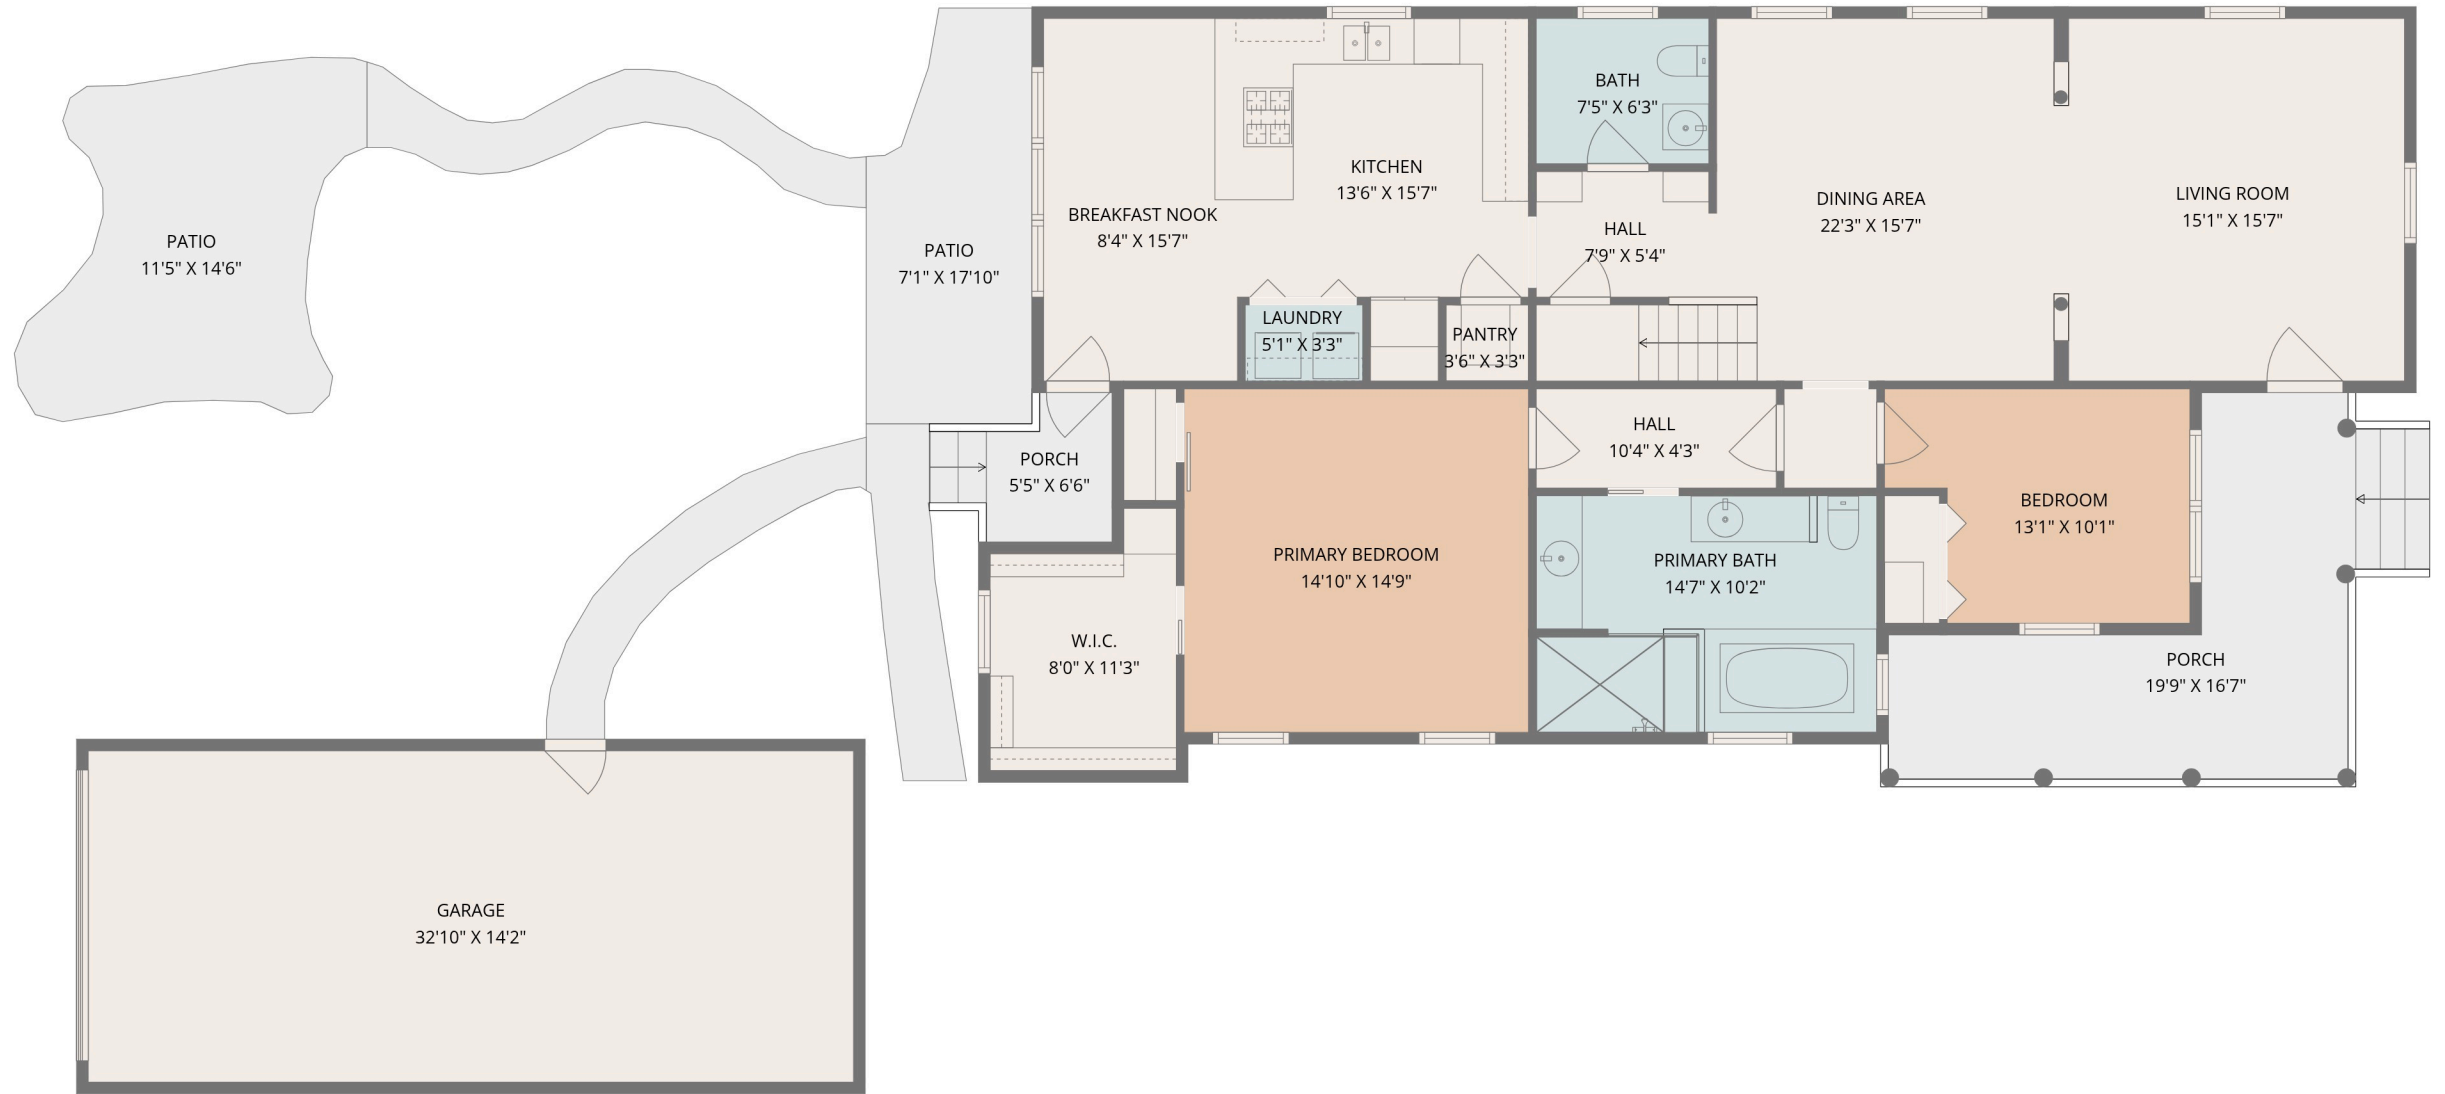 BATH
7'5" X 6'3"
KITCHEN
13'6" X 15'7"
BREAKFAST NOOK
8'4" X 15'7"
DINING AREA
22'3" X 15'7"
LIVING ROOM
15'1" X 15'7"
HALL
7'9" X 5'4"
PATIO
11'5" X 14'6"
PATIO
7'1" X 17'10"
LAUNDRY
5'1" X 3'3"
PANTRY
3'6" X 3'3"
HALL
10'4" X 4'3"
PORCH
5'5" X 6'6"
BEDROOM
13'1" X 10'1"
PRIMARY BEDROOM
14'10" X 14'9"
PRIMARY BATH
14'7" X 10'2"
W.I.C.
8'0" X 11'3"
PORCH
19'9" X 16'7"
GARAGE
32'10" X 14'2"